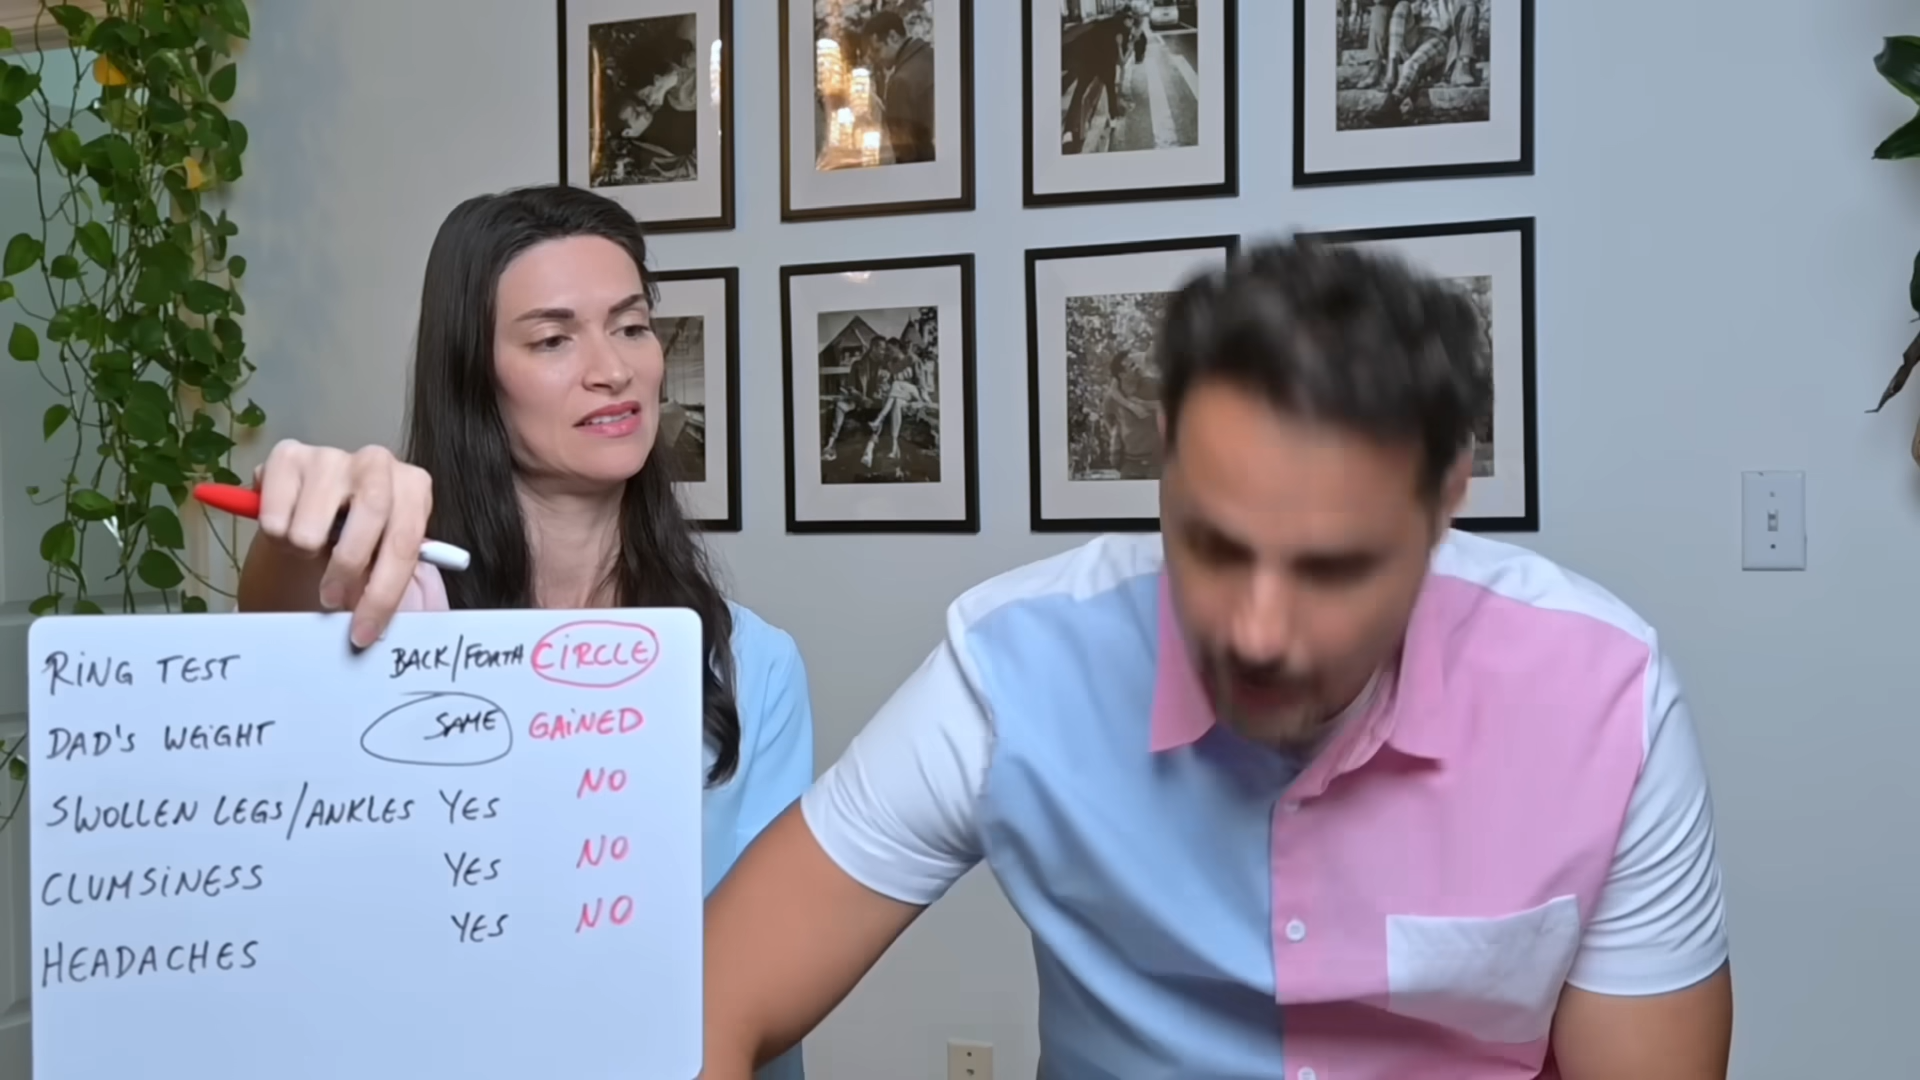 RING TEST BACK/FORTH CIRCLE
DAD'S WEIGHT SAME GAINED
SWOLLEN LEGS/ANKLES YES NO
CLUMSINESS YES NO
HEADACHES YES NO